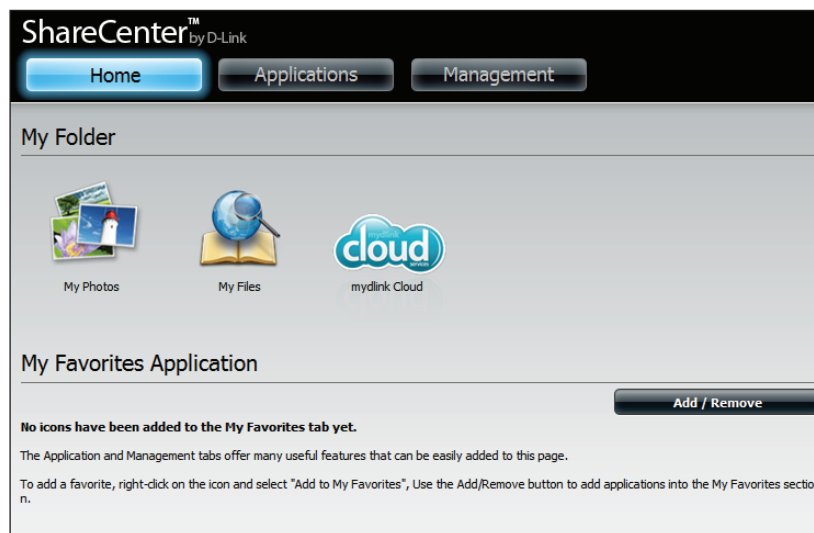 ShareCenter™ by D-Link
Home Applications Management
My Folder
mydlink
cloud
services
My Photos My Files mydlink Cloud
My Favorites Application
Add / Remove
No icons have been added to the My Favorites tab yet.
The Application and Management tabs offer many useful features that can be easily added to this page.
To add a favorite, right-click on the icon and select "Add to My Favorites", Use the Add/Remove button to add applications into the My Favorites sectio
n.